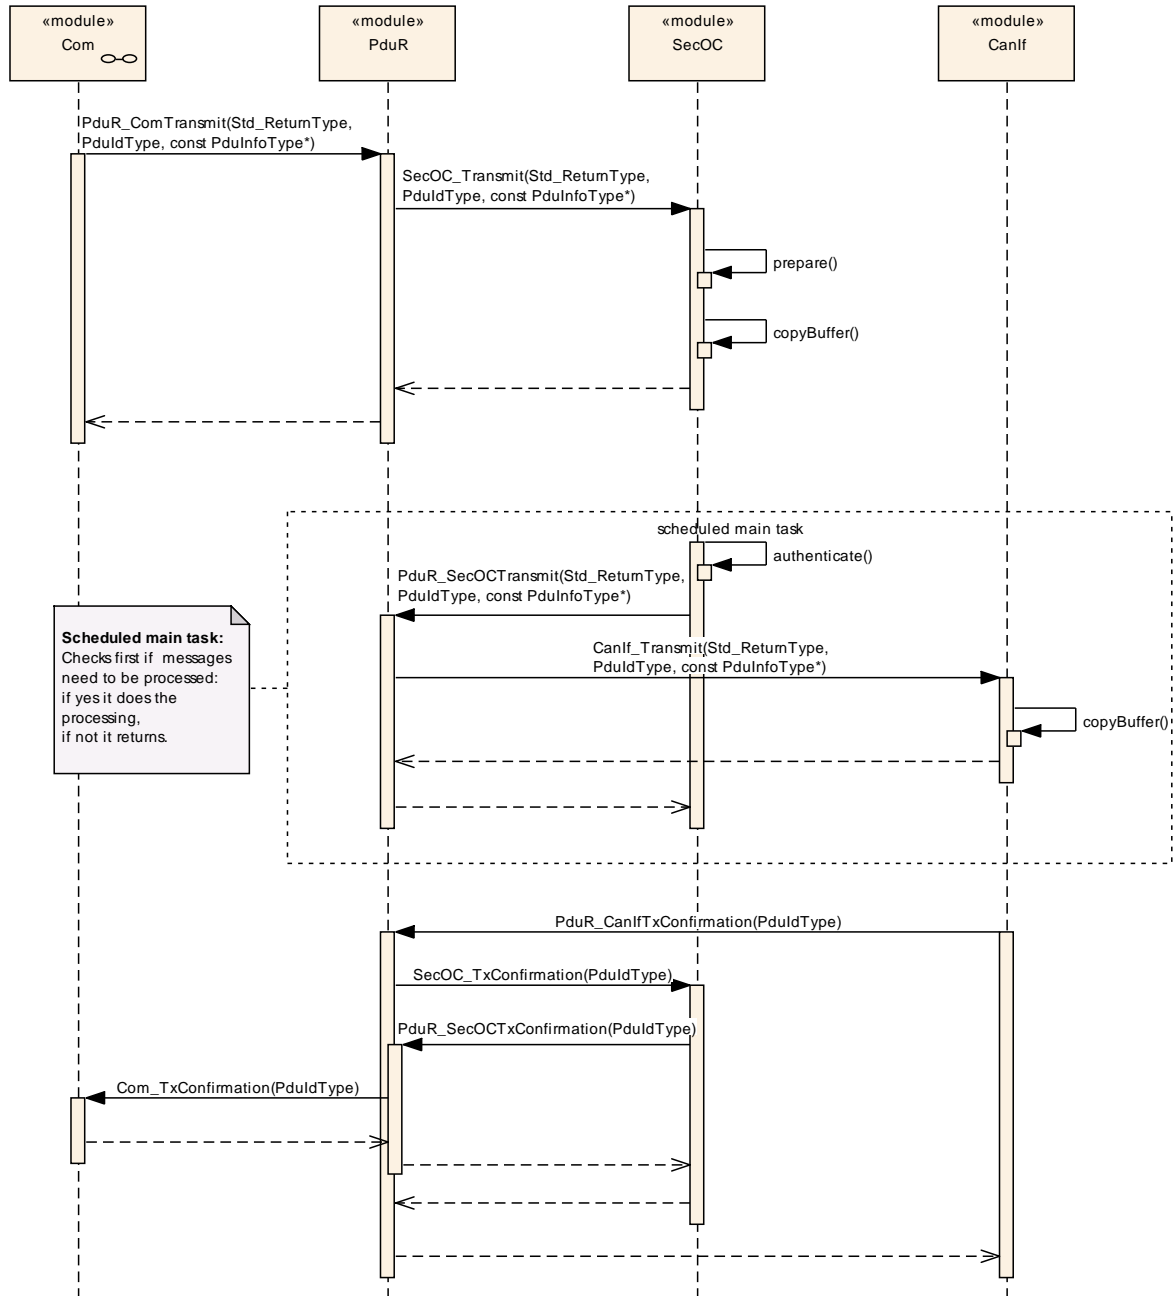 «module»
Com
«module»
PduR
«module»
SecOC
«module»
CanIf
PduR_ComTransmit(Std_ReturnType,
PduIdType, const PduInfoType*)
SecOC_Transmit(Std_ReturnType,
PduIdType, const PduInfoType*)
prepare()
copyBuffer()
scheduled main task
authenticate()
PduR_SecOCTransmit(Std_ReturnType,
PduIdType, const PduInfoType*)
Scheduled main task:
Checks first if messages
need to be processed:
if yes it does the
processing,
if not it returns.
CanIf_Transmit(Std_ReturnType,
PduIdType, const PduInfoType*)
copyBuffer()
PduR_CanIfTxConfirmation(PduIdType)
SecOC_TxConfirmation(PduIdType)
PduR_SecOCTxConfirmation(PduIdType)
Com_TxConfirmation(PduIdType)